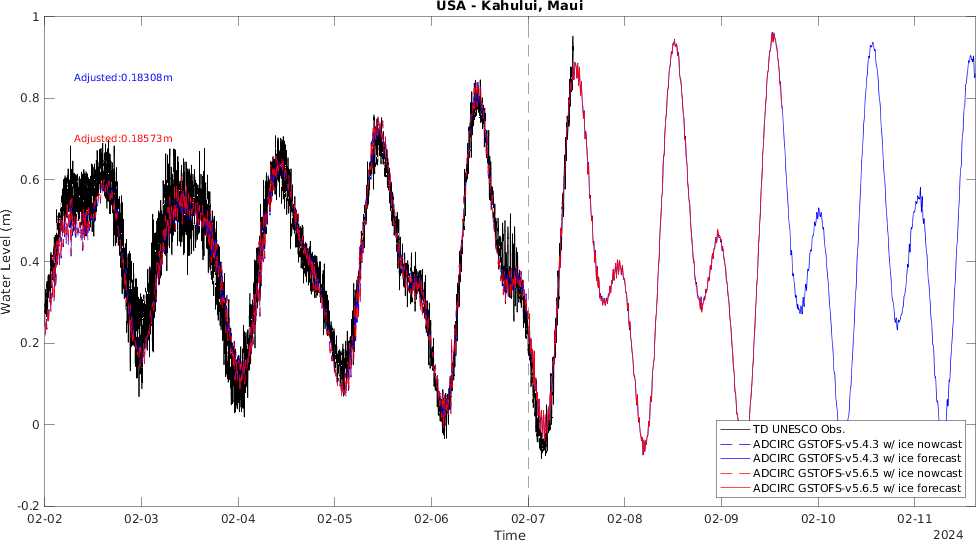 USA - Kahului, Maui
1
0.8
0.6
0.4
0.2
0
-0.2
Water Level (m)
Adjusted:0.18308m
Adjusted:0.18573m
TD UNESCO Obs.
ADCIRC GSTOFS-v5.4.3 w/ ice nowcast
ADCIRC GSTOFS-v5.4.3 w/ ice forecast
ADCIRC GSTOFS-v5.6.5 w/ ice nowcast
ADCIRC GSTOFS-v5.6.5 w/ ice forecast
02-02 02-03 02-04 02-05 02-06 02-07 02-08 02-09 02-10 02-11
Time
2024